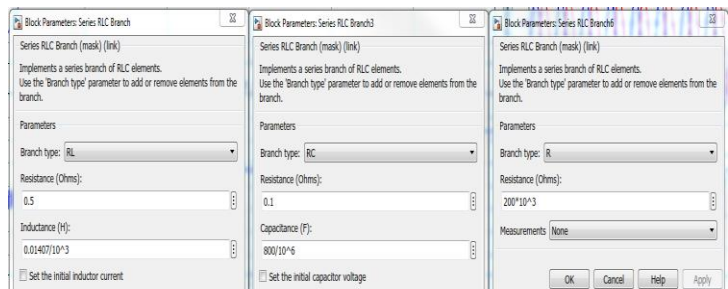 Block Parameters: Series RLC Branch
Series RLC Branch (mask) (link)
Implements a series branch of RLC elements.
Use the 'Branch type' parameter to add or remove elements from the
branch.
Parameters
Branch type: RL
Resistance (Ohms):
0.5
Inductance (H):
0.01407/10^3
Set the initial inductor current
Block Parameters: Series RLC Branch3
Series RLC Branch (mask) (link)
Implements a series branch of RLC elements.
Use the 'Branch type' parameter to add or remove elements from the
branch.
Parameters
Branch type: RC
Resistance (Ohms):
0.1
Capacitance (F):
800/10^6
Set the initial capacitor voltage
Block Parameters: Series RLC Branch6
Series RLC Branch (mask) (link)
Implements a series branch of RLC elements.
Use the 'Branch type' parameter to add or remove elements from the
branch.
Parameters
Branch type: R
Resistance (Ohms):
200*10^3
Measurements None
OK Cancel Help Apply